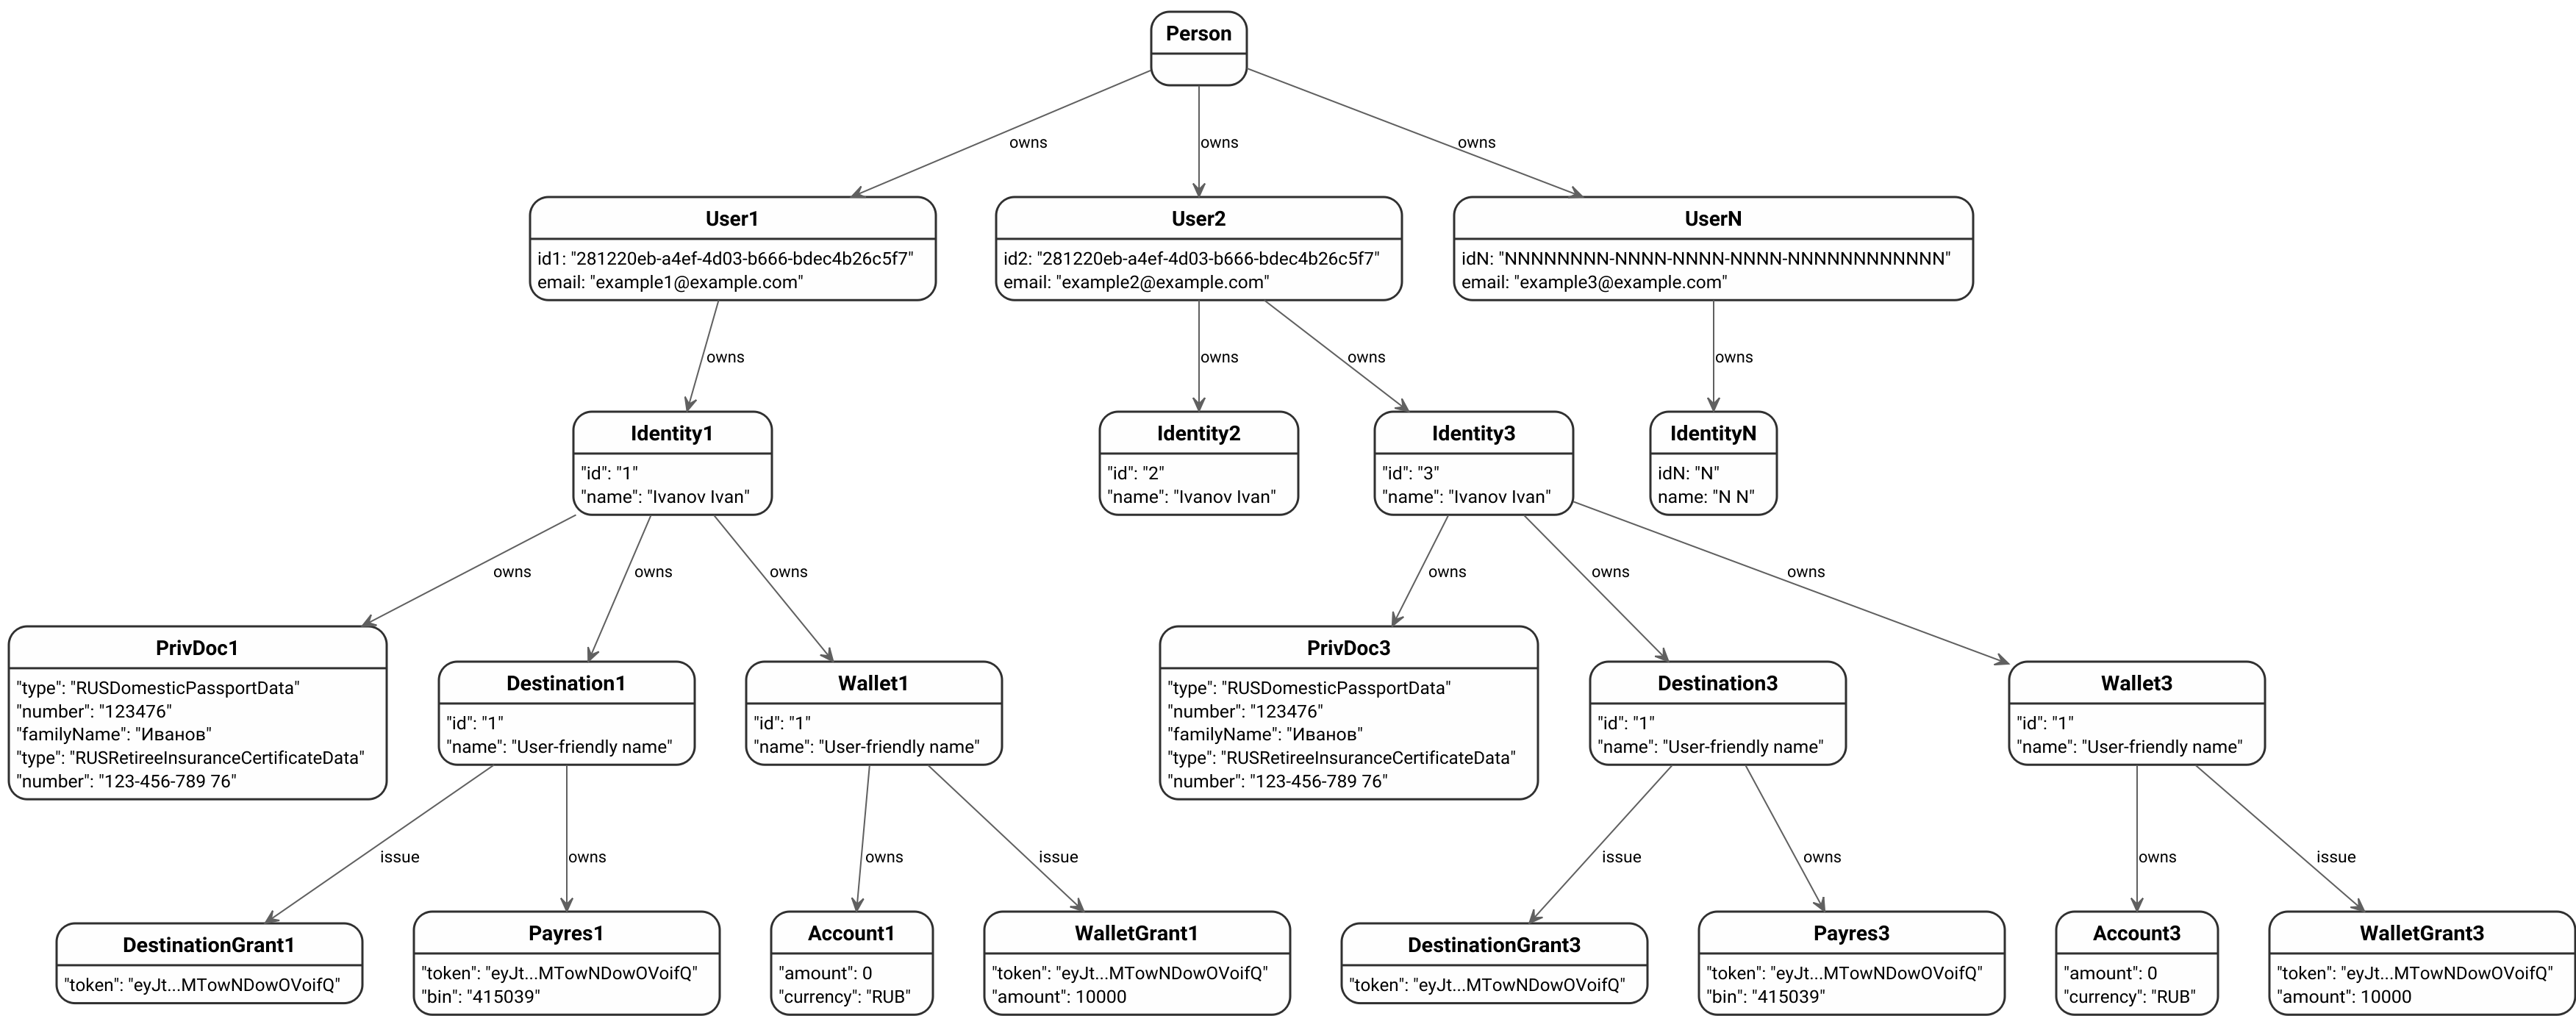 Person
owns
owns
owns
User1
id1: "281220eb-a4ef-4d03-b666-bdec4b26c5f7"
email: "example1@example.com"
User2
id2: "281220eb-a4ef-4d03-b666-bdec4b26c5f7"
email: "example2@example.com"
UserN
idN: "NNNNNNNN-NNNN-NNNN-NNNN-NNNNNNNNNNNN"
email: "example3@example.com"
owns
owns
owns
owns
Identity1
"id": "1"
"name": "Ivanov Ivan"
Identity2
"id": "2"
"name": "Ivanov Ivan"
Identity3
"id": "3"
"name": "Ivanov Ivan"
IdentityN
idN: "N"
name: "N N"
owns
owns
owns
owns
owns
owns
PrivDoc1
"type": "RUSDomesticPassportData"
"number": "123476"
"familyName": "Иванов"
"type": "RUSRetireeInsuranceCertificateData"
"number": "123-456-789 76"
Destination1
"id": "1"
"name": "User-friendly name"
Wallet1
"id": "1"
"name": "User-friendly name"
PrivDoc3
"type": "RUSDomesticPassportData"
"number": "123476"
"familyName": "Иванов"
"type": "RUSRetireeInsuranceCertificateData"
"number": "123-456-789 76"
Destination3
"id": "1"
"name": "User-friendly name"
Wallet3
"id": "1"
"name": "User-friendly name"
issue
owns
owns
issue
issue
owns
owns
issue
DestinationGrant1
"token": "eyJt...MTowNDowOVoifQ"
Payres1
"token": "eyJt...MTowNDowOVoifQ"
"bin": "415039"
Account1
"amount": 0
"currency": "RUB"
WalletGrant1
"token": "eyJt...MTowNDowOVoifQ"
"amount": 10000
DestinationGrant3
"token": "eyJt...MTowNDowOVoifQ"
Payres3
"token": "eyJt...MTowNDowOVoifQ"
"bin": "415039"
Account3
"amount": 0
"currency": "RUB"
WalletGrant3
"token": "eyJt...MTowNDowOVoifQ"
"amount": 10000